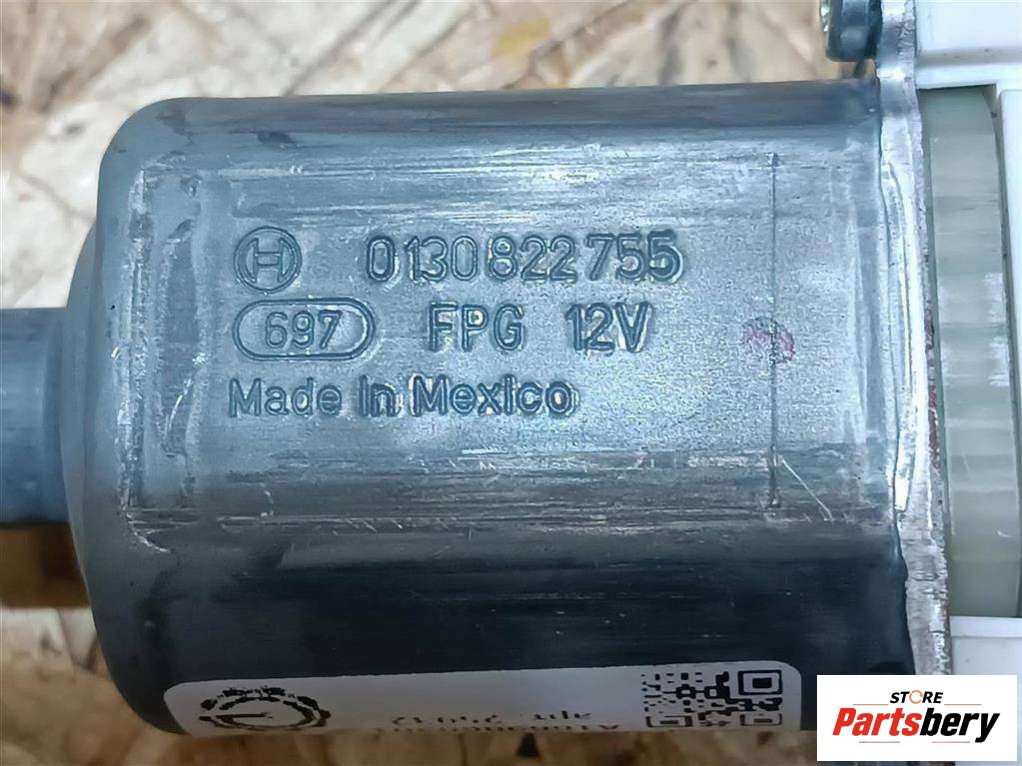 0130822755
697 FPG 12V
Made in Mexico
STORE
Partsbery